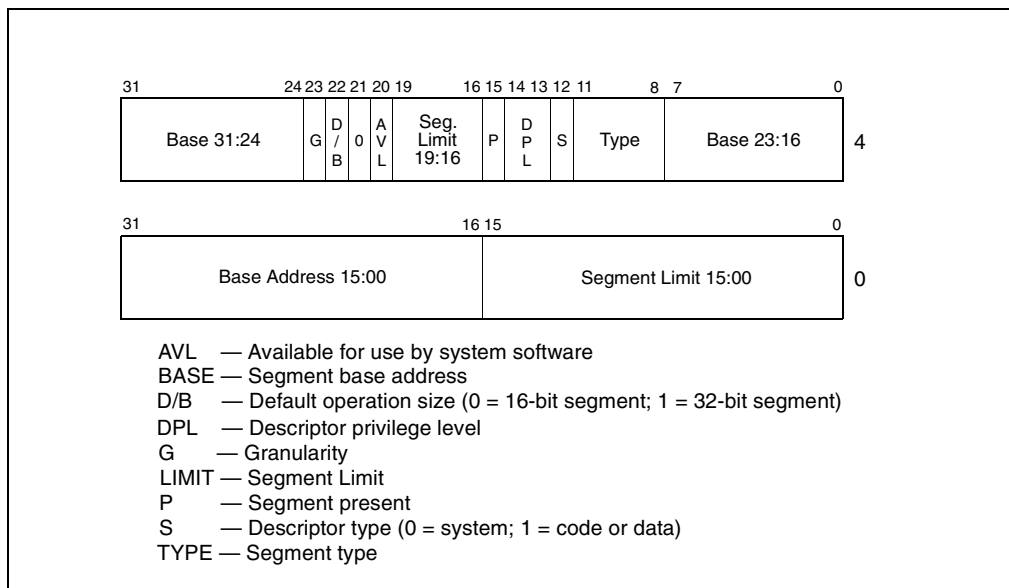 31 24 23 22 21 20 19 16 15 14 13 12 11 8 7 0
Base 31:24 G D/B 0 AVL Seg. Limit 19:16 P DPL S Type Base 23:16 4
31 16 15 0
Base Address 15:00 Segment Limit 15:00 0
AVL — Available for use by system software
BASE — Segment base address
D/B — Default operation size (0 = 16-bit segment; 1 = 32-bit segment)
DPL — Descriptor privilege level
G — Granularity
LIMIT — Segment Limit
P — Segment present
S — Descriptor type (0 = system; 1 = code or data)
TYPE — Segment type